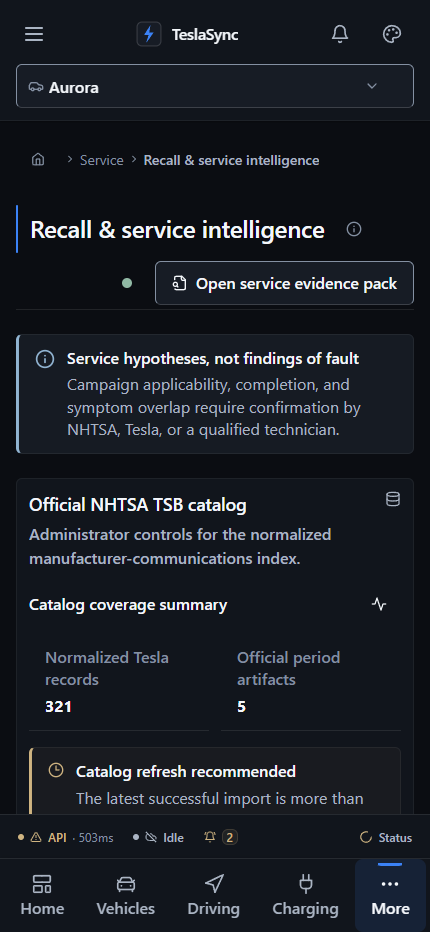 TeslaSync
Aurora
Service
Recall & service intelligence
Recall & service intelligence
Open service evidence pack
Service hypotheses, not findings of fault
Campaign applicability, completion, and
symptom overlap require confirmation by
NHTSA, Tesla, or a qualified technician.
Official NHTSA TSB catalog
Administrator controls for the normalized
manufacturer-communications index.
Catalog coverage summary
Normalized Tesla
records
321
Official period
artifacts
5
Catalog refresh recommended
The latest successful import is more than
API · 503ms
Idle
2
Status
Home
Vehicles
Driving
Charging
More